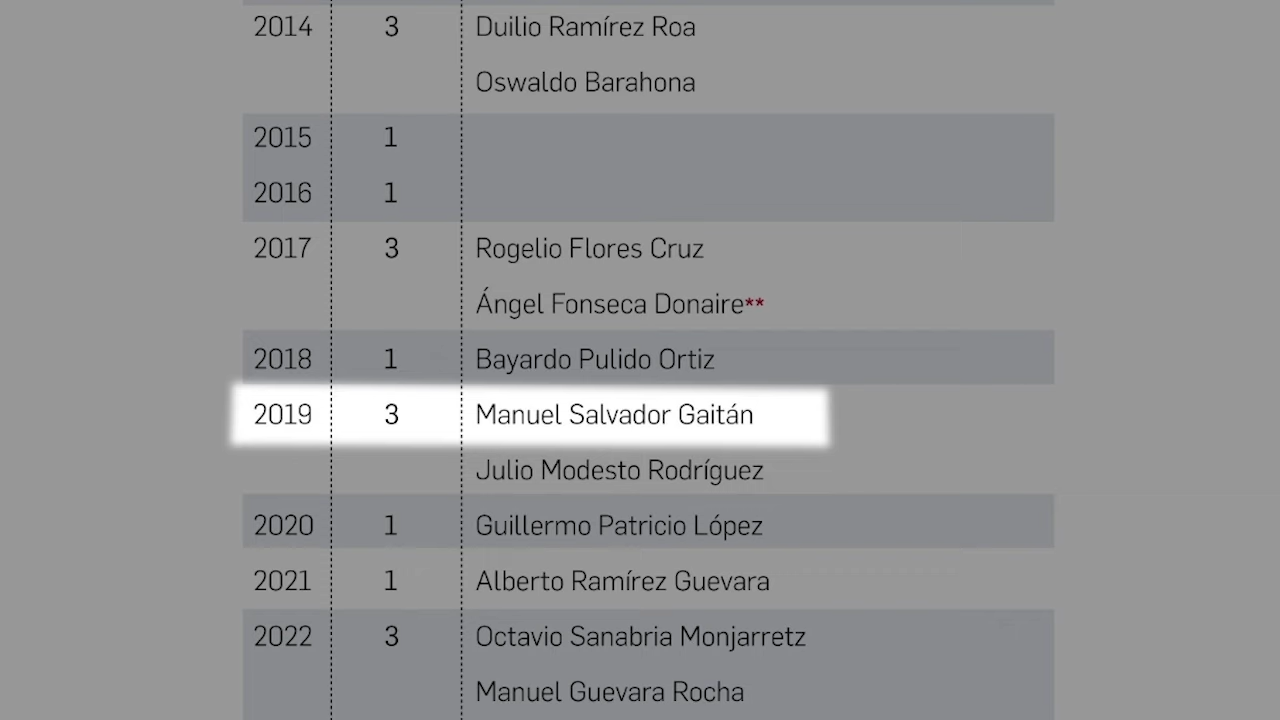 2014 3 Duilio Ramírez Roa
Oswaldo Barahona
2015 1
2016 1
2017 3 Rogelio Flores Cruz
Ángel Fonseca Donaire**
2018 1 Bayardo Pulido Ortiz
2019 3 Manuel Salvador Gaitán
Julio Modesto Rodríguez
2020 1 Guillermo Patricio López
2021 1 Alberto Ramírez Guevara
2022 3 Octavio Sanabria Monjarretz
Manuel Guevara Rocha